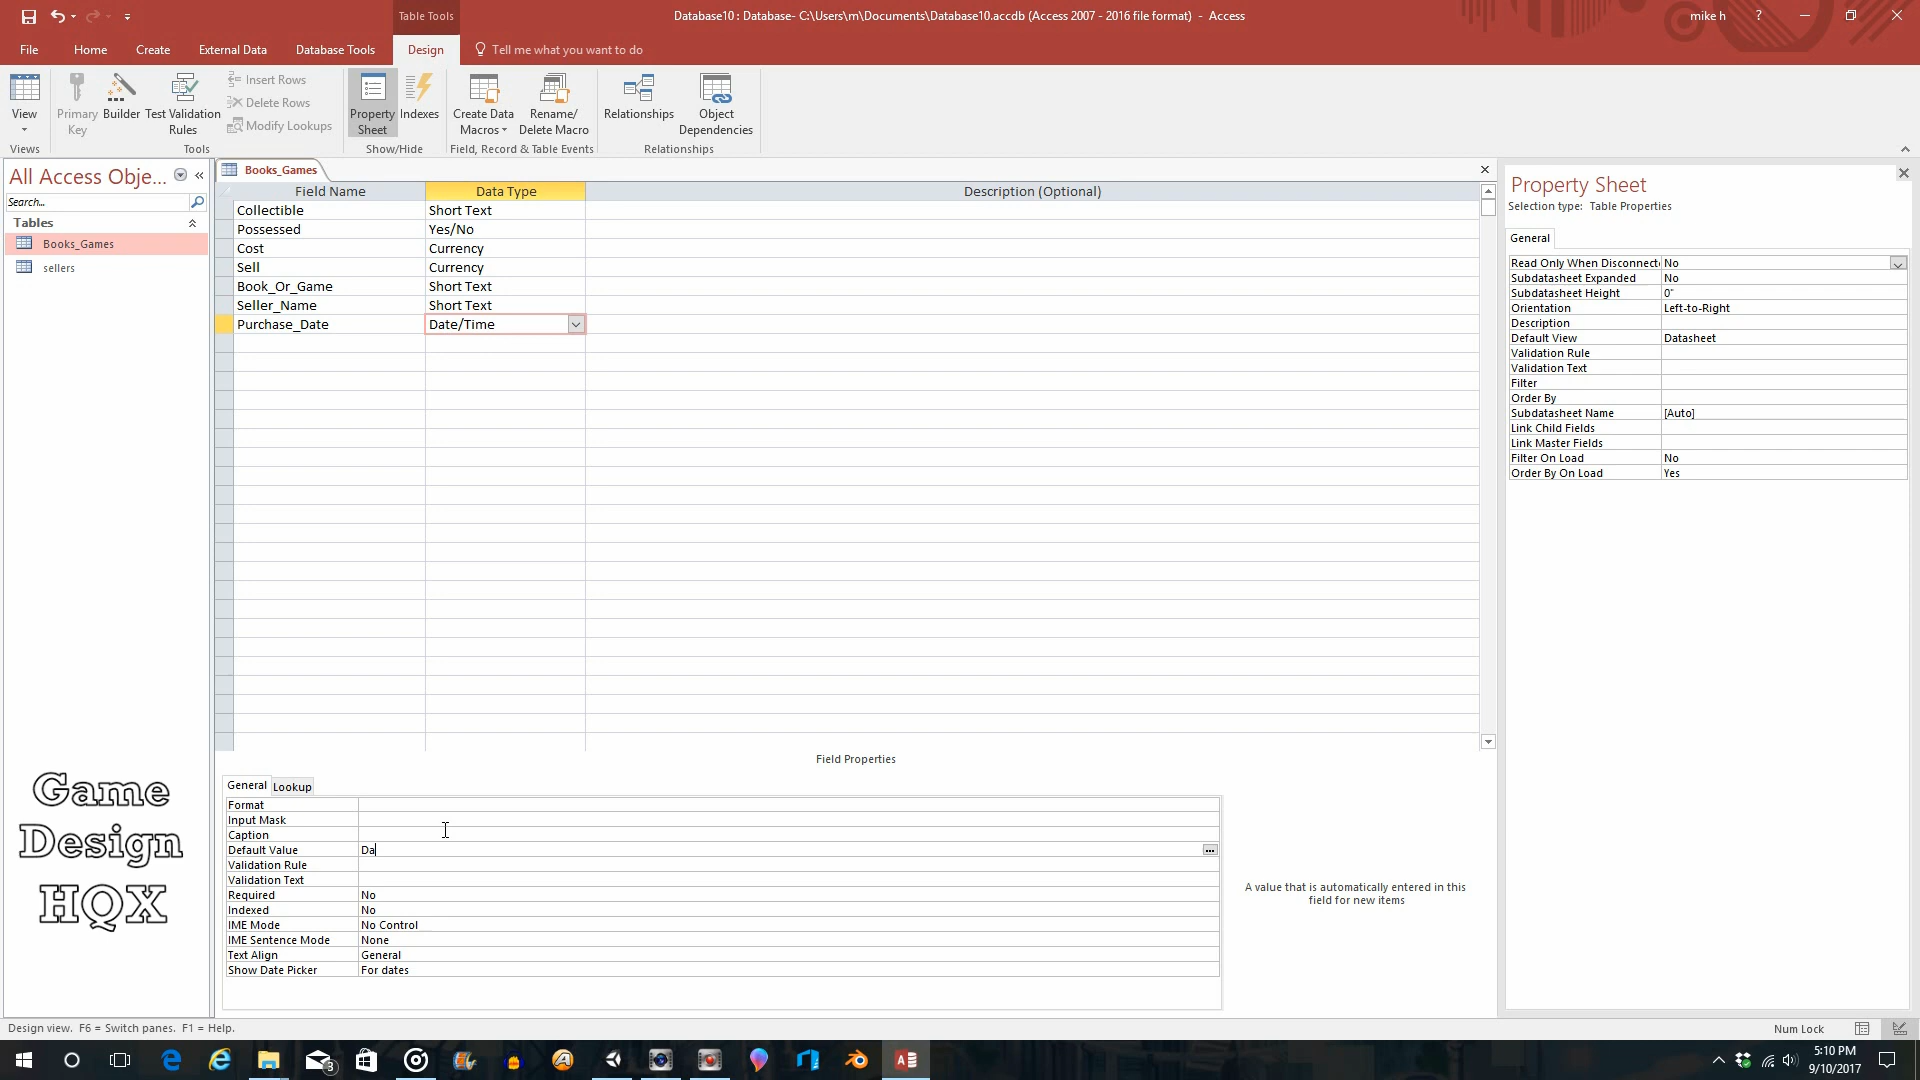 Table Tools
Database10 : Database- C:\Users\m\Documents\Database10.accdb (Access 2007 - 2016 file format) - Access
mike h
?
File
Home
Create
External Data
Database Tools
Design
Tell me what you want to do
View
Primary Key
Builder
Test Validation Rules
Insert Rows
Delete Rows
Modify Lookups
Property Sheet
Indexes
Create Data Macros
Rename/ Delete Macro
Relationships
Object Dependencies
Views
Tools
Show/Hide
Field, Record & Table Events
Relationships
All Access Obje...
Search...
Tables
Books_Games
sellers
Books_Games
Field Name Data Type Description (Optional)
Collectible Short Text
Possessed Yes/No
Cost Currency
Sell Currency
Book_Or_Game Short Text
Seller_Name Short Text
Purchase_Date Date/Time
Field Properties
General Lookup
Format
Input Mask
Caption
Default Value Da
Validation Rule
Validation Text
Required No
Indexed No
IME Mode No Control
IME Sentence Mode None
Text Align General
Show Date Picker For dates
A value that is automatically entered in this
field for new items
Property Sheet
Selection type: Table Properties
General
Read Only When Disconnect No
Subdatasheet Expanded No
Subdatasheet Height 0"
Orientation Left-to-Right
Description
Default View Datasheet
Validation Rule
Validation Text
Filter
Order By
Subdatasheet Name [Auto]
Link Child Fields
Link Master Fields
Filter On Load No
Order By On Load Yes
Game
Design
HQX
Design view. F6 = Switch panes. F1 = Help.
Num Lock
3
5:10 PM
9/10/2017